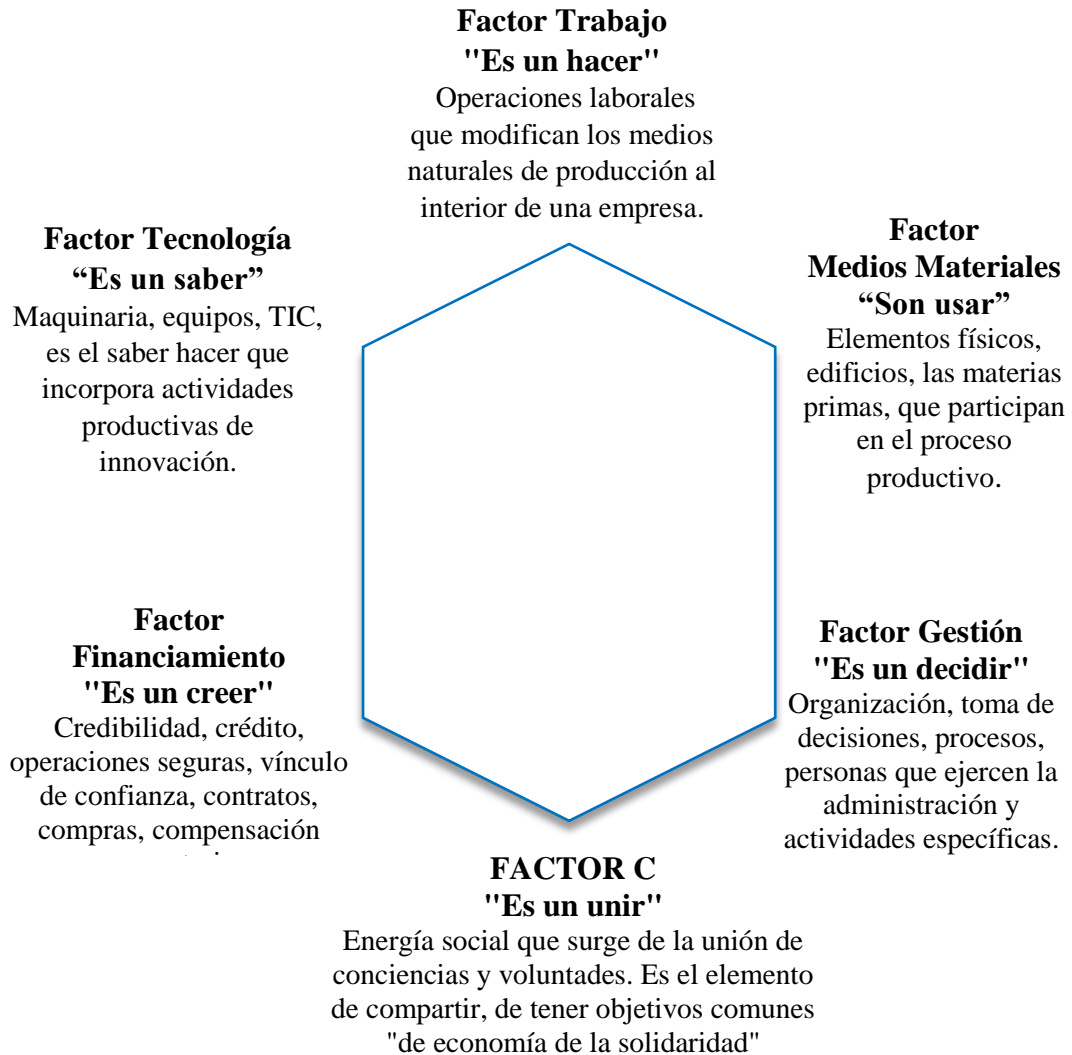 Factor Trabajo
"Es un hacer"
Operaciones laborales
que modifican los medios
naturales de producción al
interior de una empresa.
Factor Tecnología
“Es un saber”
Maquinaria, equipos, TIC,
es el saber hacer que
incorpora actividades
productivas de
innovación.
Factor
Medios Materiales
“Son usar”
Elementos físicos,
edificios, las materias
primas, que participan
en el proceso
productivo.
Factor
Financiamiento
"Es un creer"
Credibilidad, crédito,
operaciones seguras, vínculo
de confianza, contratos,
compras, compensación
Factor Gestión
"Es un decidir"
Organización, toma de
decisiones, procesos,
personas que ejercen la
administración y
actividades específicas.
FACTOR C
"Es un unir"
Energía social que surge de la unión de
conciencias y voluntades. Es el elemento
de compartir, de tener objetivos comunes
"de economía de la solidaridad"